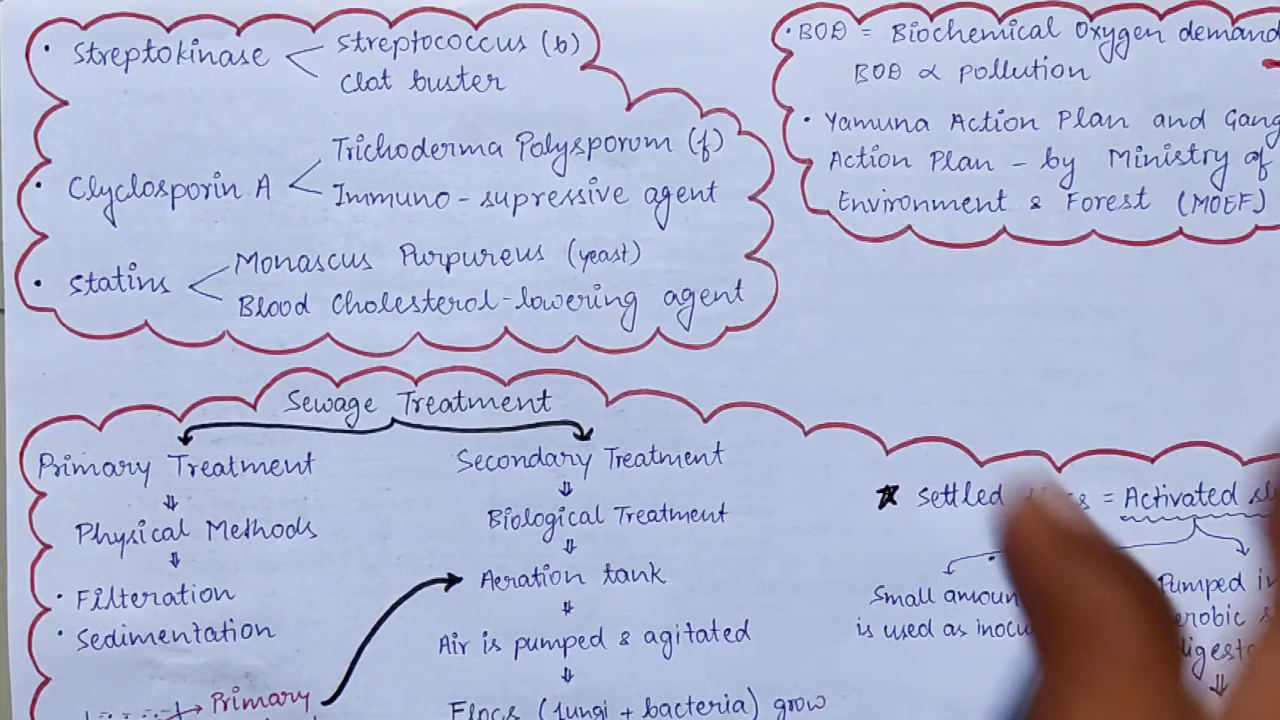 • Streptokinase < Streptococcus (b)
Clot buster
• Clyclosporin A < Trichoderma Polysporum (f)
Immuno-supressive agent
• Statins < Monascus Purpureus (yeast)
Blood Cholesterol-lowering agent
• BOD = Biochemical Oxygen demand
BOD ∝ pollution
• Yamuna Action Plan and Gang
Action Plan - by Ministry of
Environment & Forest (MOEF)
Sewage Treatment
Primary Treatment
⇓
Physical Methods
⇓
• Filteration
• Sedimentation
→ Primary
Secondary Treatment
⇓
Biological Treatment
⇓
Aeration tank
⇓
Air is pumped & agitated
⇓
Flocs (fungi + bacteria) grow
★ Settled = Activated
Small
is used as
Pumped